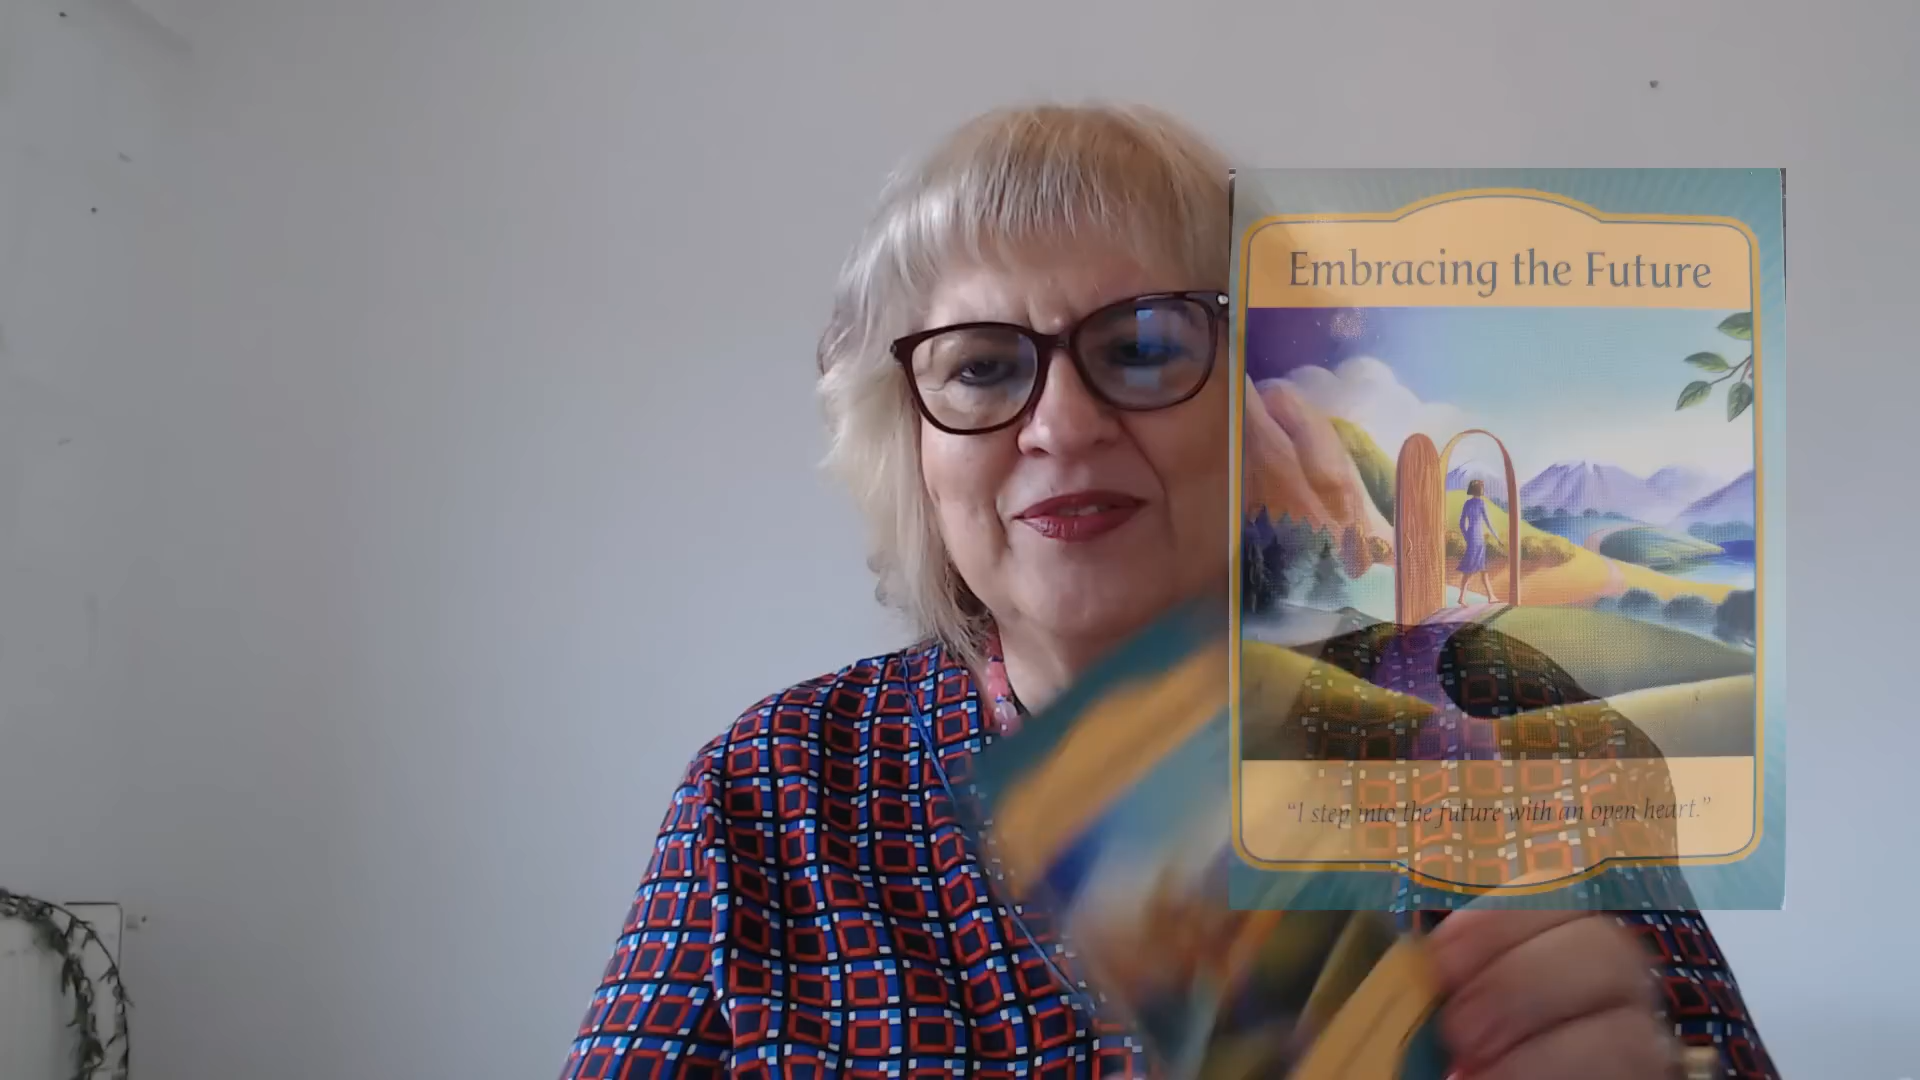 Embracing the Future
“I step into the future with an open heart.”